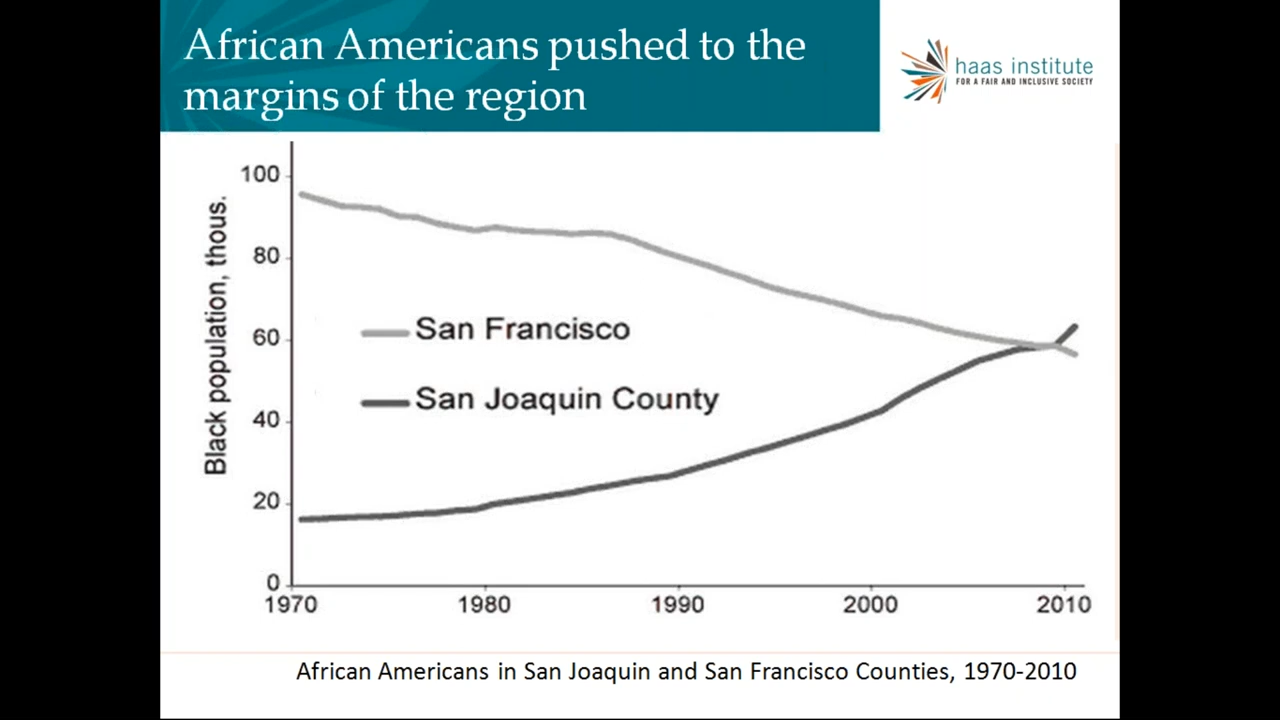 African Americans pushed to the
margins of the region
haas institute
FOR A FAIR AND INCLUSIVE SOCIETY
Black population, thous.
100
80
60
40
20
0
San Francisco
San Joaquin County
1970
1980
1990
2000
2010
African Americans in San Joaquin and San Francisco Counties, 1970-2010